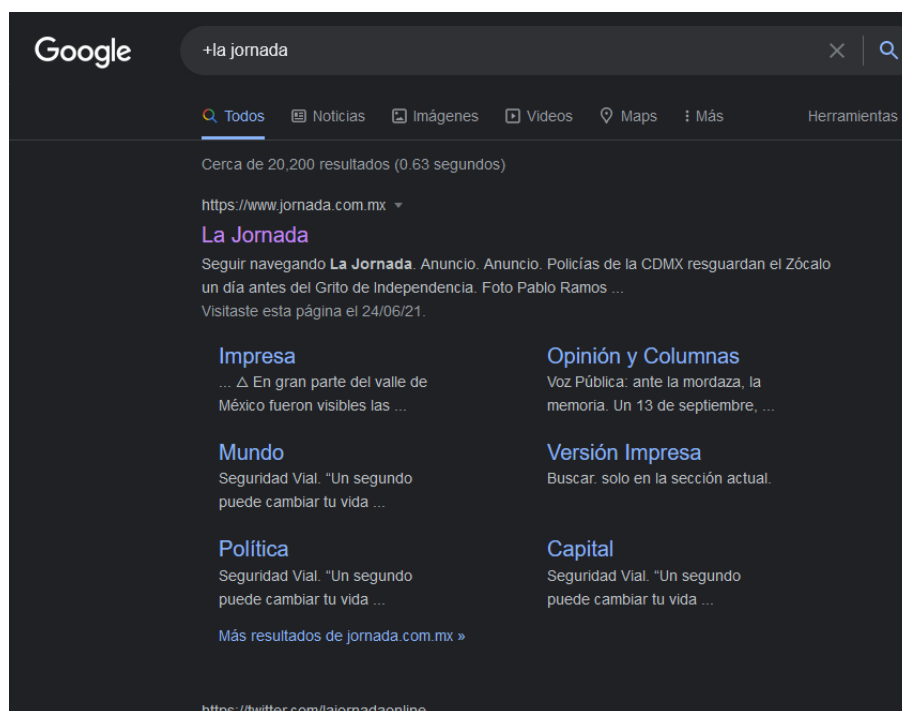 Google
+la jornada
Todos Noticias Imágenes Videos Maps Más Herramientas
Cerca de 20,200 resultados (0.63 segundos)
https://www.jornada.com.mx
La Jornada
Seguir navegando La Jornada. Anuncio. Anuncio. Policías de la CDMX resguardan el Zócalo
un día antes del Grito de Independencia. Foto Pablo Ramos ...
Visitaste esta página el 24/06/21.
Impresa
... △ En gran parte del valle de
México fueron visibles las ...
Opinión y Columnas
Voz Pública: ante la mordaza, la
memoria. Un 13 de septiembre, ...
Mundo
Seguridad Vial. “Un segundo
puede cambiar tu vida ...
Versión Impresa
Buscar. solo en la sección actual.
Política
Seguridad Vial. “Un segundo
puede cambiar tu vida ...
Capital
Seguridad Vial. “Un segundo
puede cambiar tu vida ...
Más resultados de jornada.com.mx »
https://twitter.com/lajornadaonline